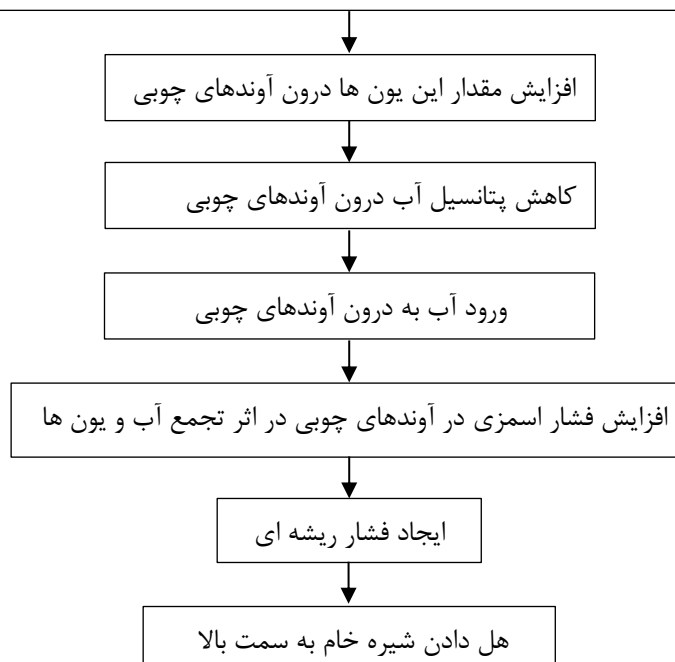 افزایش مقدار این یون ها درون آوندهای چوبی
کاهش پتانسیل آب درون آوندهای چوبی
ورود آب به درون آوندهای چوبی
افزایش فشار اسمزی در آوندهای چوبی در اثر تجمع آب و یون ها
ایجاد فشار ریشه ای
هل دادن شیره خام به سمت بالا